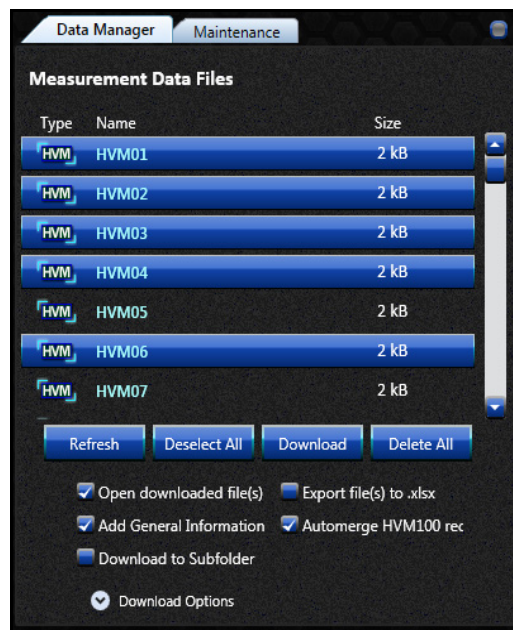 Data Manager Maintenance
Measurement Data Files
Type Name Size
HVM HVM01 2 kB
HVM HVM02 2 kB
HVM HVM03 2 kB
HVM HVM04 2 kB
HVM HVM05 2 kB
HVM HVM06 2 kB
HVM HVM07 2 kB
Refresh Deselect All Download Delete All
Open downloaded file(s) Export file(s) to .xlsx
Add General Information Automerge HVM100 rec
Download to Subfolder
Download Options